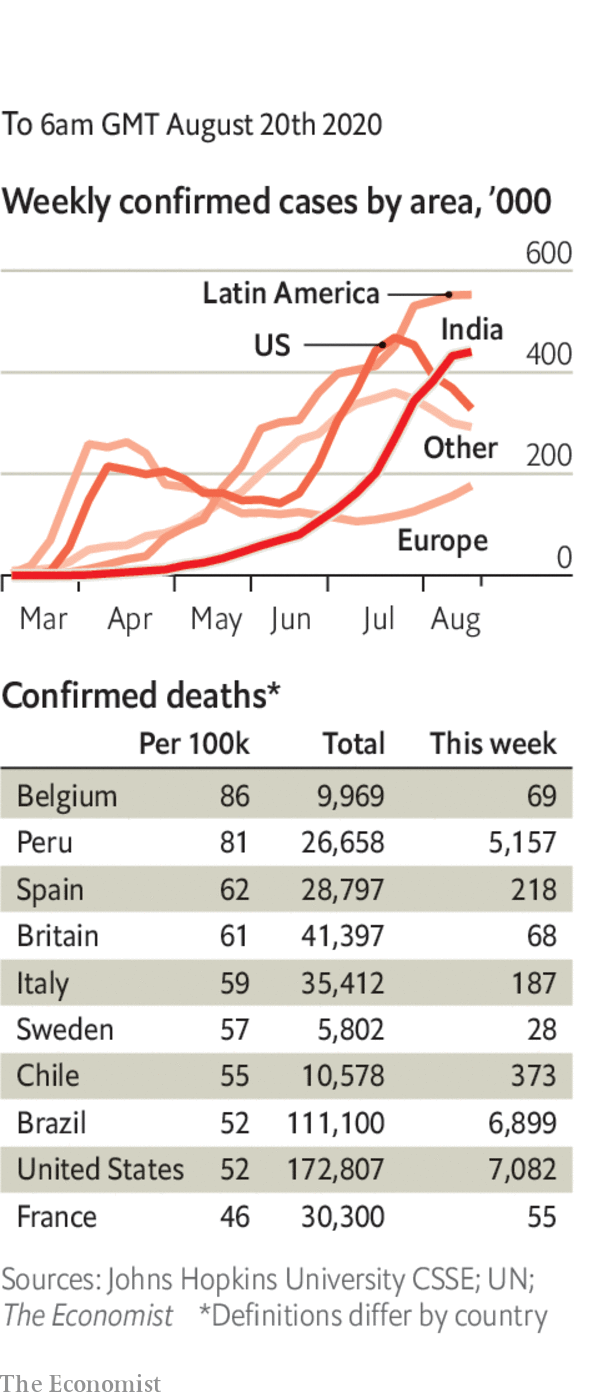 To 6am GMT August 20th 2020
Weekly confirmed cases by area, ’000
600
Latin America
India
US
400
Other
200
Europe
0
Mar Apr May Jun Jul Aug
Confirmed deaths*
Per 100k Total This week
Belgium 86 9,969 69
Peru 81 26,658 5,157
Spain 62 28,797 218
Britain 61 41,397 68
Italy 59 35,412 187
Sweden 57 5,802 28
Chile 55 10,578 373
Brazil 52 111,100 6,899
United States 52 172,807 7,082
France 46 30,300 55
Sources: Johns Hopkins University CSSE; UN;
The Economist *Definitions differ by country
The Economist